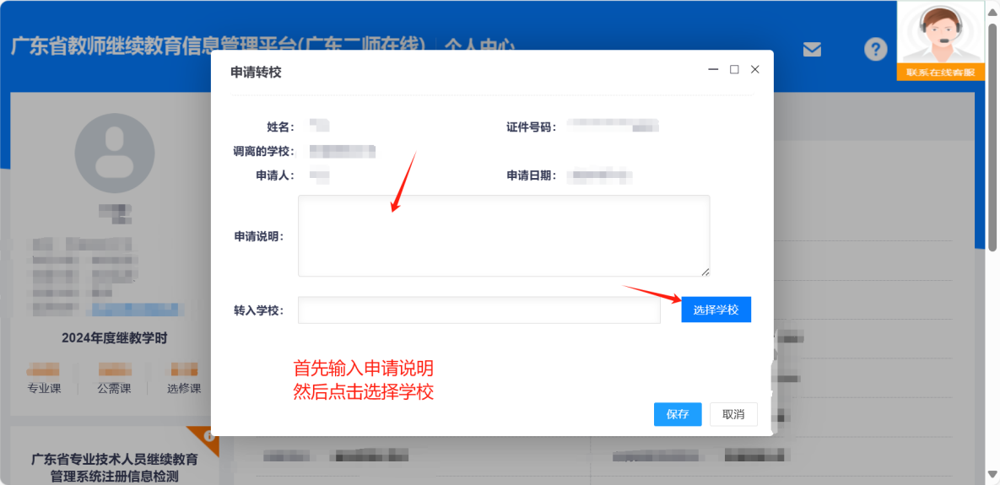 广东省教师继续教育信息管理平台(广东二师在线) 个人中心
?
联系在线客服
申请转校
姓名：
证件号码：
调离的学校：
申请人：
申请日期：
申请说明：
转入学校：
选择学校
首先输入申请说明
然后点击选择学校
保存
取消
2024年度继教学时
专业课
公需课
选修课
广东省专业技术人员继续教育
管理系统注册信息检测